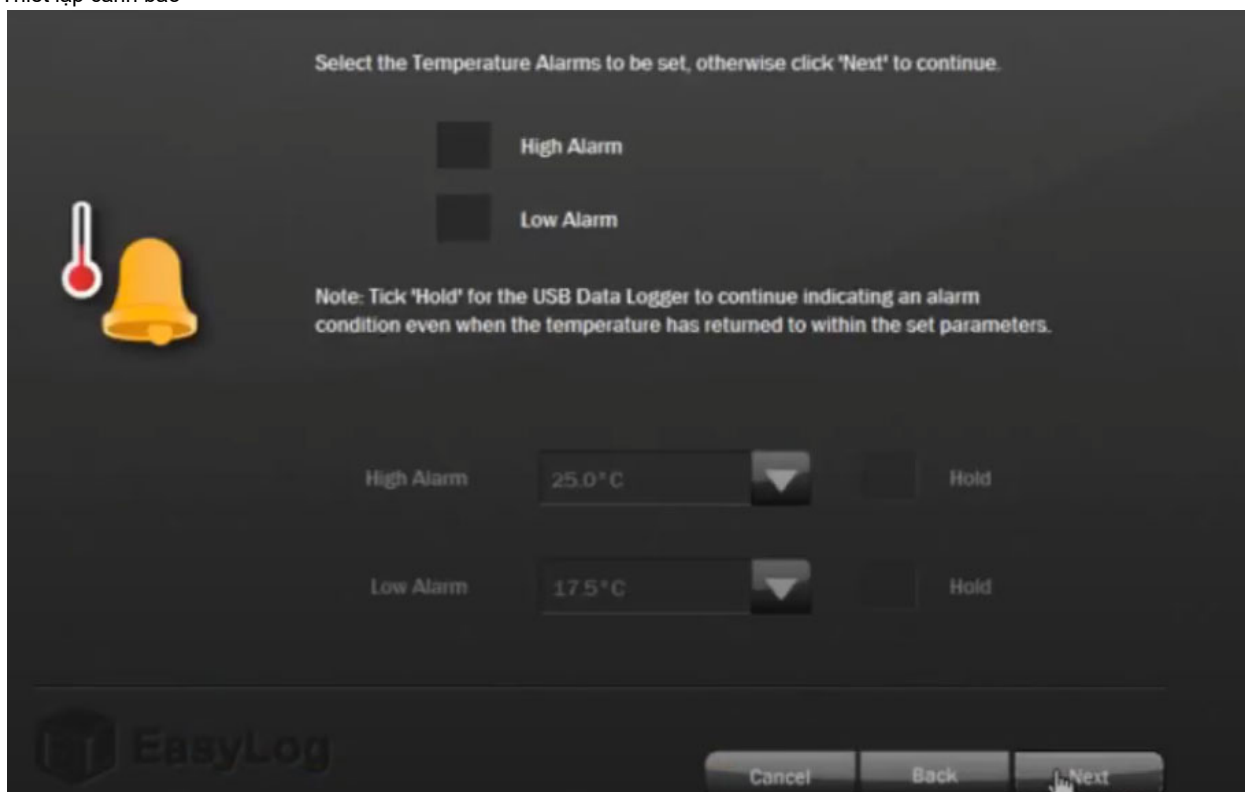 Thiết lập cảnh báo
Select the Temperature Alarms to be set, otherwise click 'Next' to continue.
High Alarm
Low Alarm
Note: Tick 'Hold' for the USB Data Logger to continue indicating an alarm
condition even when the temperature has returned to within the set parameters.
High Alarm 25.0°C Hold
Low Alarm 17.5°C Hold
EasyLog
Cancel Back Next